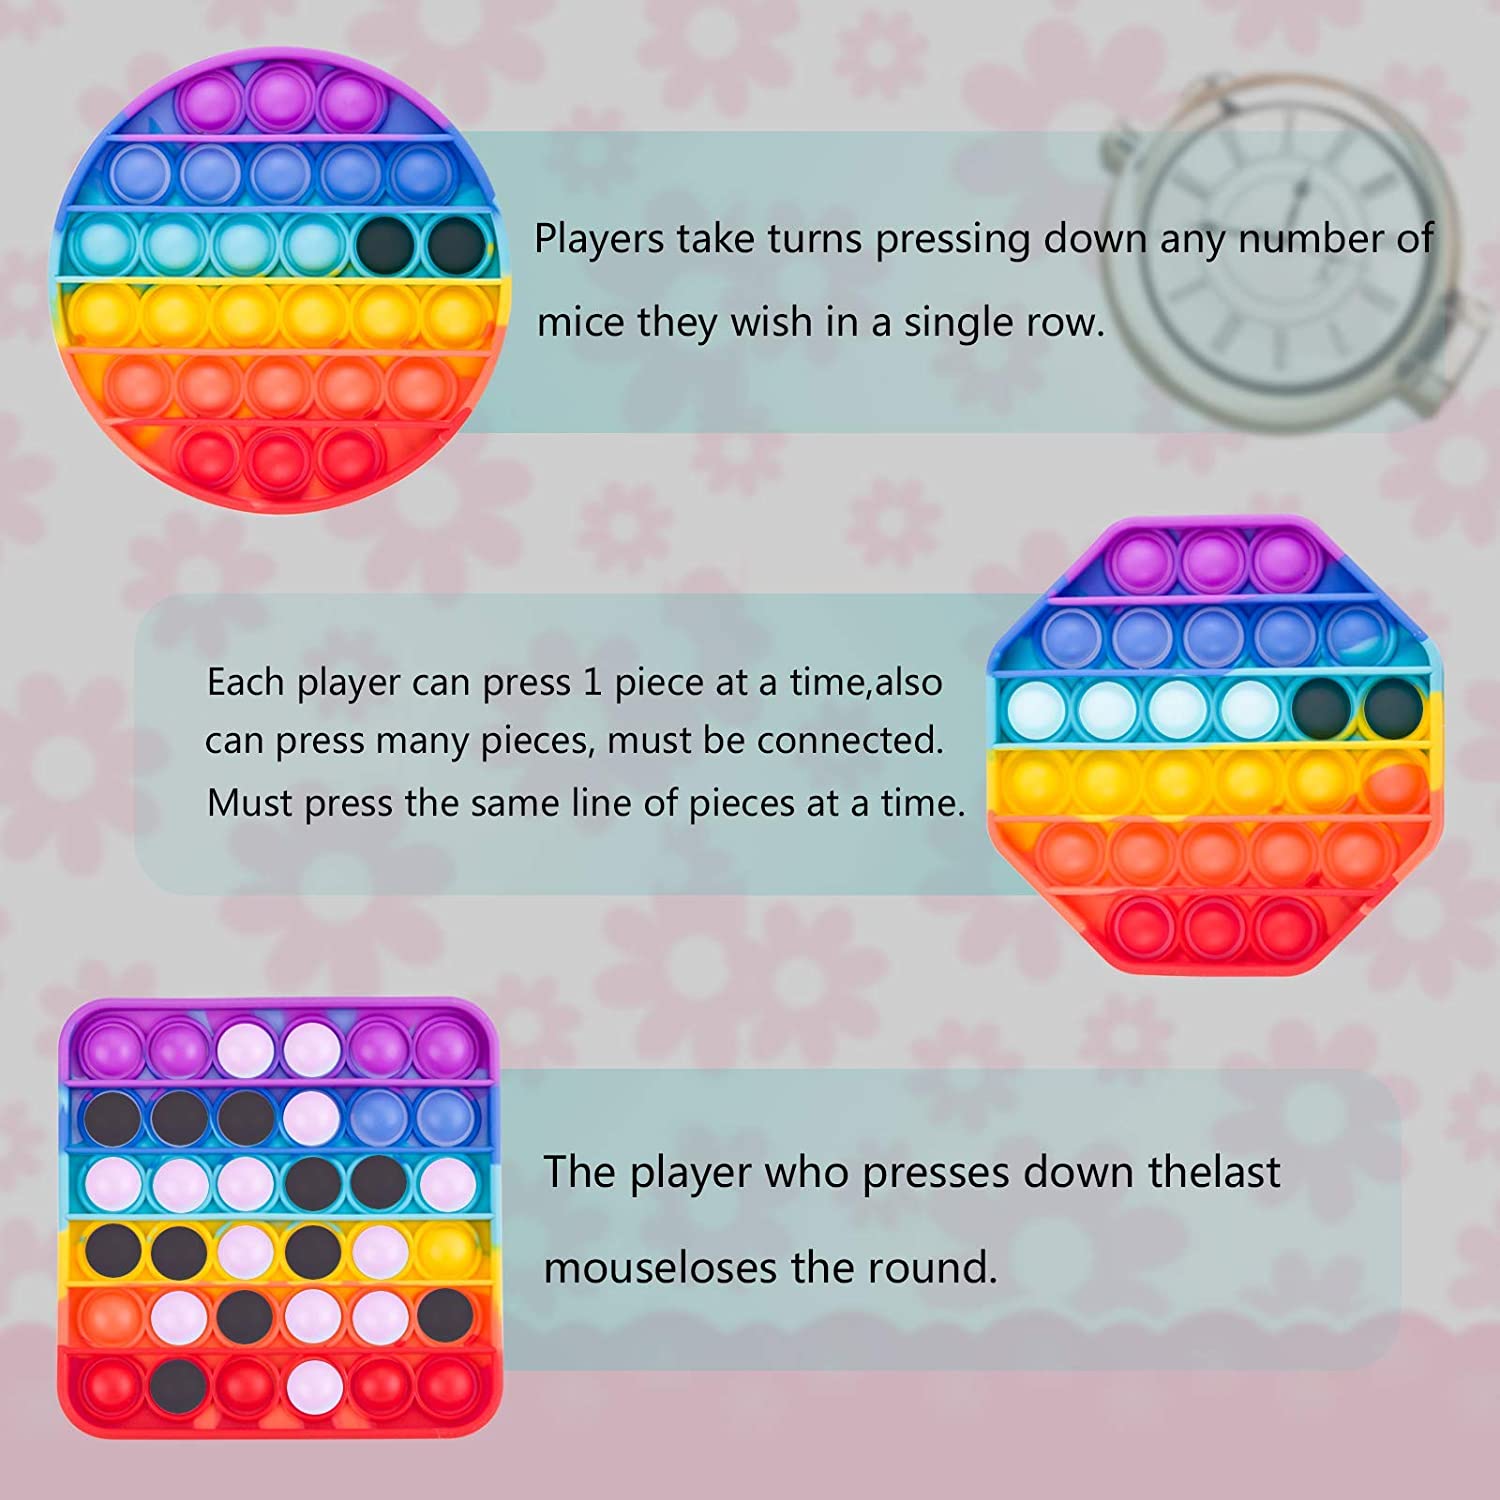 Players take turns pressing down any number of
mice they wish in a single row.
Each player can press 1 piece at a time,also
can press many pieces, must be connected.
Must press the same line of pieces at a time.
The player who presses down thelast
mouseloses the round.